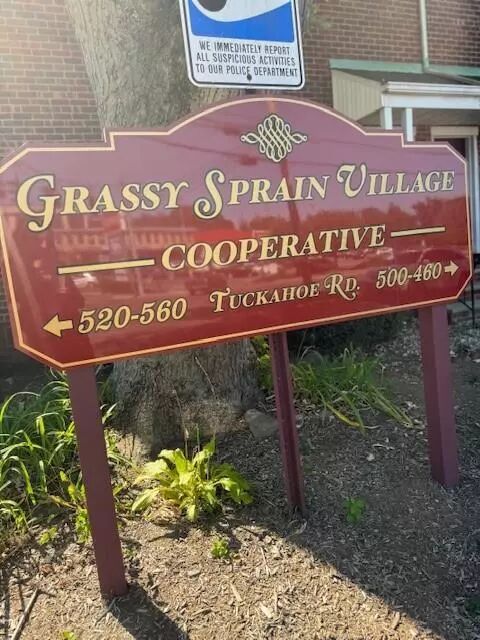 WE IMMEDIATELY REPORT
ALL SUSPICIOUS ACTIVITIES
TO OUR POLICE DEPARTMENT
GRASSY SPRAIN VILLAGE
COOPERATIVE
520-560 TUCKAHOE RD. 500-460